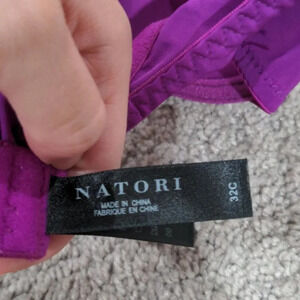 NATORI
MADE IN CHINA
FABRIQUE EN CHINE
32C